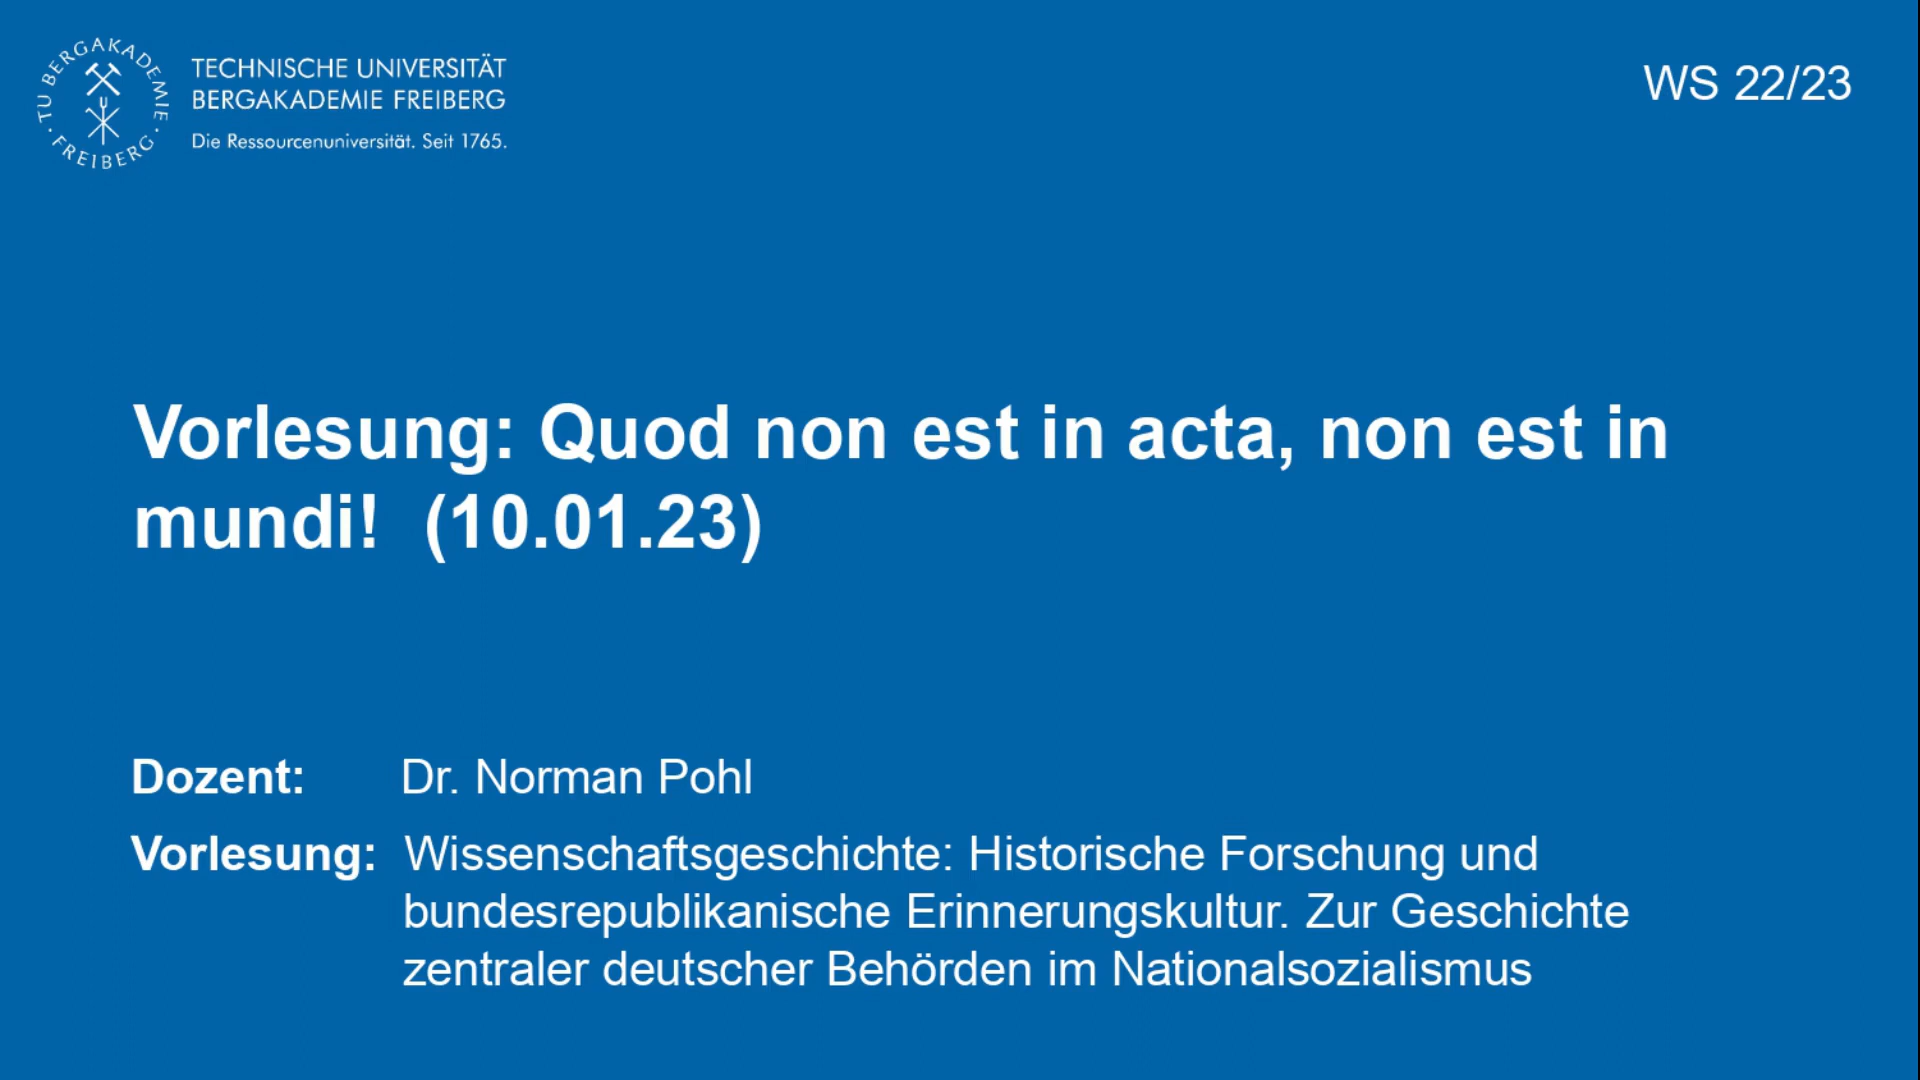 TU BERGAKADEMIE
FREIBERG
TECHNISCHE UNIVERSITÄT
BERGAKADEMIE FREIBERG
Die Ressourcenuniversität. Seit 1765.
WS 22/23
Vorlesung: Quod non est in acta, non est in
mundi! (10.01.23)
Dozent: Dr. Norman Pohl
Vorlesung: Wissenschaftsgeschichte: Historische Forschung und
bundesrepublikanische Erinnerungskultur. Zur Geschichte
zentraler deutscher Behörden im Nationalsozialismus